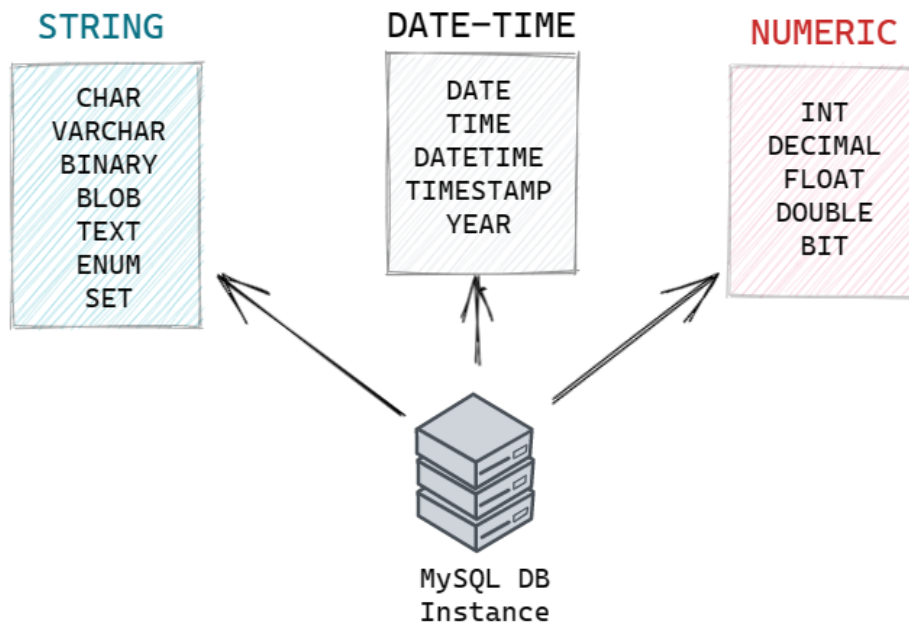 STRING
CHAR
VARCHAR
BINARY
BLOB
TEXT
ENUM
SET
DATE-TIME
DATE
TIME
DATETIME
TIMESTAMP
YEAR
NUMERIC
INT
DECIMAL
FLOAT
DOUBLE
BIT
MySQL DB
Instance